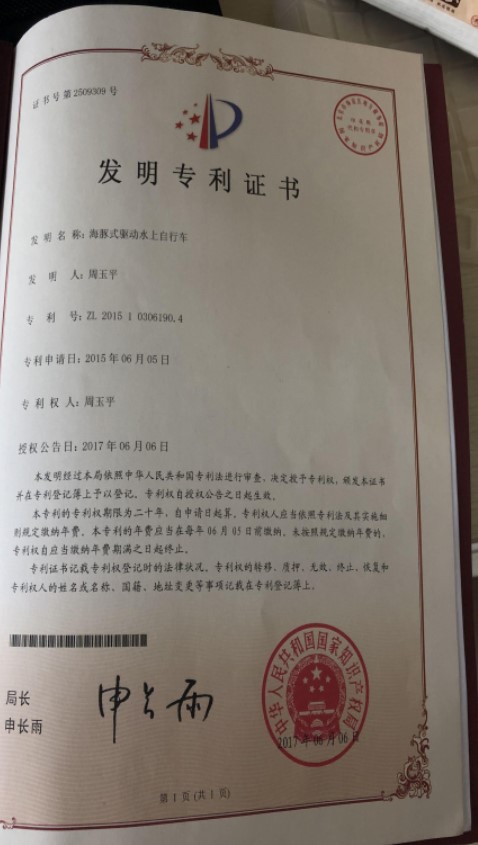 证书号第2509309号
发明专利证书
发明名称：海豚式驱动水上自行车
发明人：周玉平
专利号：ZL 2015 1 0306190.4
专利申请日：2015年06月05日
专利权人：周玉平
授权公告日：2017年06月06日
本发明经过本局依照中华人民共和国专利法进行审查，决定授予专利权，颁发本证书
并在专利登记簿上予以登记。专利权自授权公告之日起生效。
本专利的专利权期限为二十年，自申请日起算。专利权人应当依照专利法及其实施细
则规定缴纳年费。本专利的年费应当在每年06月05日前缴纳。未按照规定缴纳年费的，
专利权自应当缴纳年费期满之日起终止。
专利证书记载专利权登记时的法律状况。专利权的转移、质押、无效、终止、恢复和
专利权人的姓名或名称、国籍、地址变更等事项记载在专利登记簿上。
局长
申长雨
申长雨
中华人民共和国国家知识产权局
2017年06月06日
第1页(共1页)